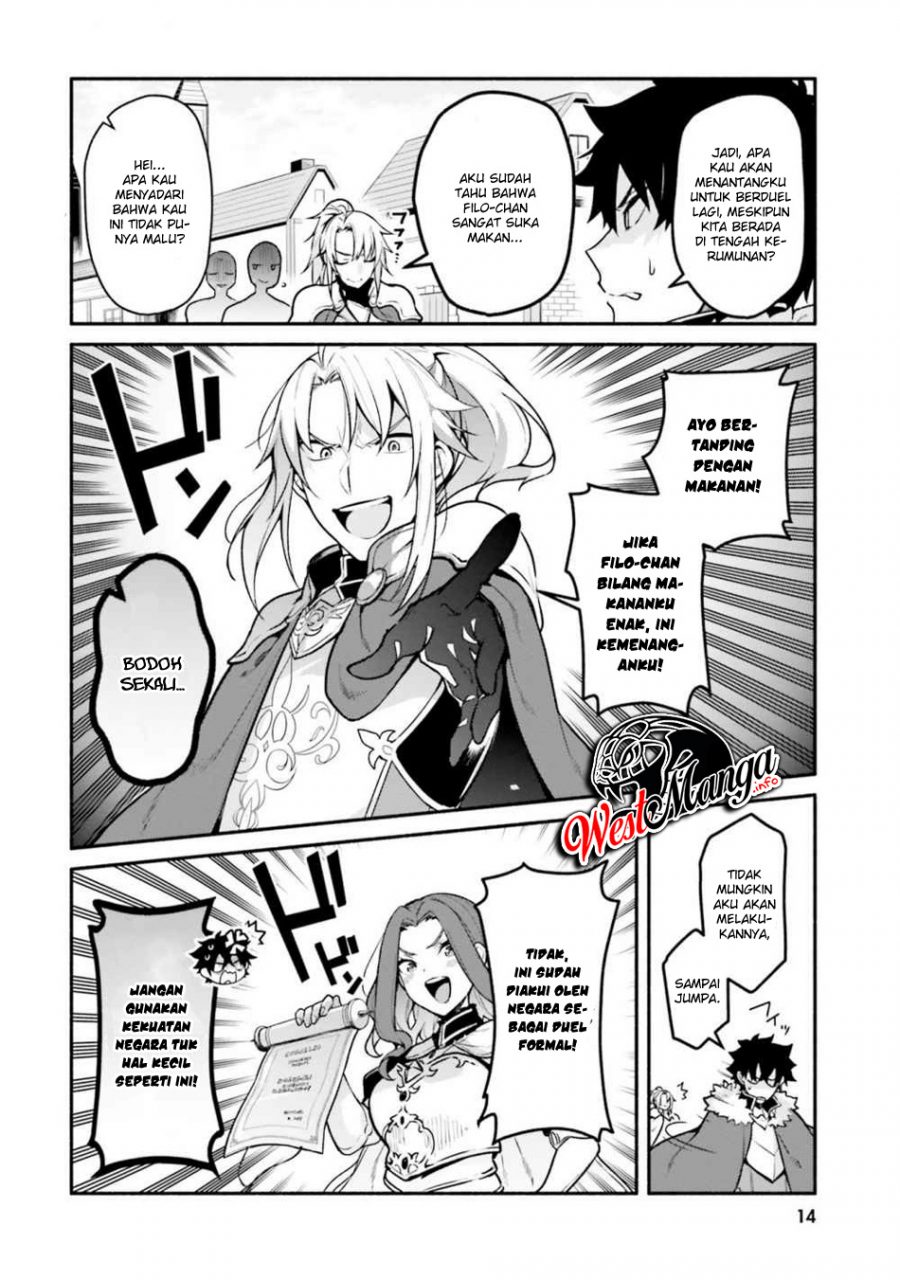 JADI, APA
KAU AKAN
MENANTANGKU
UNTUK BERDUEL
LAGI, MESKIPUN
KITA BERADA
DI TENGAH KE-
RUMUNAN?
AKU SUDAH
TAHU BAHWA
FILO-CHAN
SANGAT SUKA
MAKAN...
HEI...
APA KAU
MENYADARI
BAHWA KAU
INI TIDAK PU-
NYA MALU?
AYO BER-
TANDING
DENGAN
MAKANAN!
JIKA
FILO-CHAN
BILANG MA-
KANANKU
ENAK, INI
KEMENANG-
ANKU!
ドンッ
BODOH
SEKALI...
WestManga
.info
TIDAK
MUNGKIN
AKU AKAN
MELAKU-
KANNYA,
SAMPAI
JUMPA.
TIDAK,
INI SUDAH
DIAKUI OLEH
NEGARA SE-
BAGAI DUEL
FORMAL!
JANGAN
GUNAKAN
KEKUATAN
NEGARA TUK
HAL KECIL
SEPERTI INI!
14